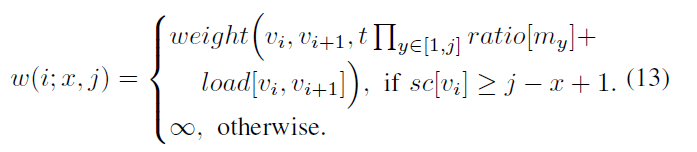 weight(v_i, v_{i+1}, t ∏_{y∈[1,j]} ratio[m_y]+
w(i; x, j) = { load[v_i, v_{i+1}]), if sc[v_i] ≥ j − x + 1. (13)
∞, otherwise.